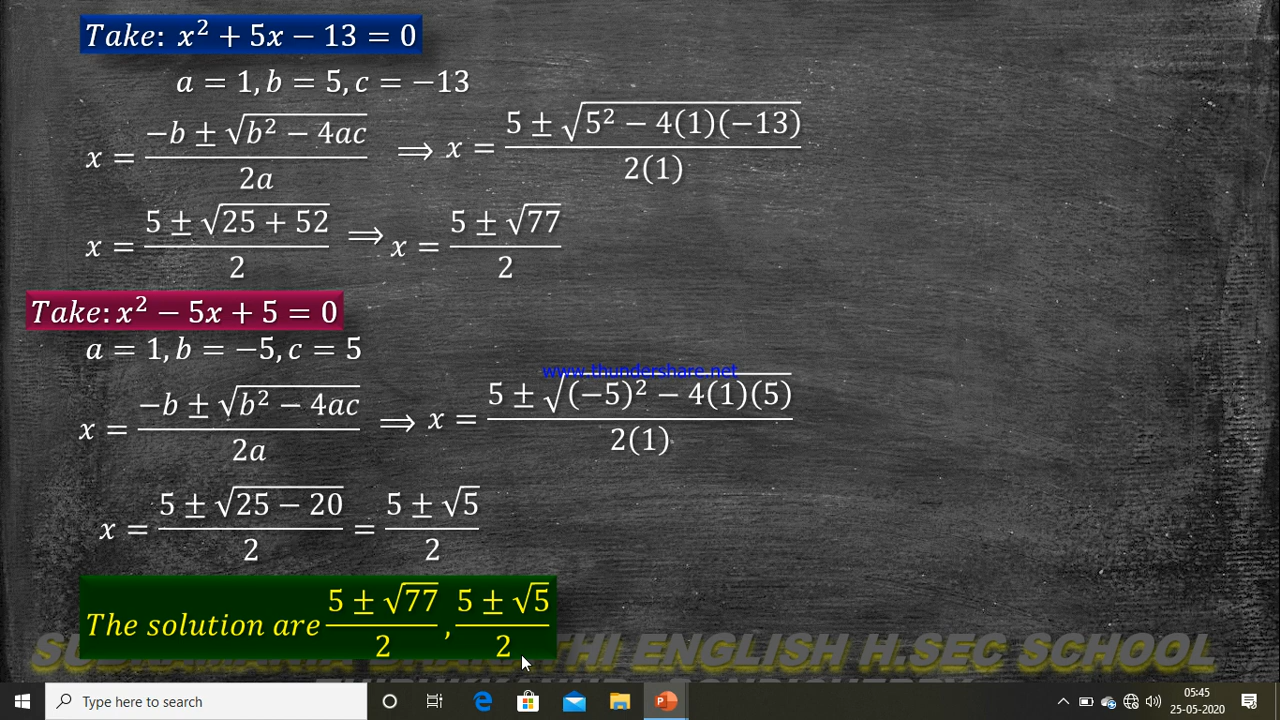 Take: x² + 5x − 13 = 0
a = 1, b = 5, c = −13
x = (−b ± √(b² − 4ac))/2a ⟹ x = (5 ± √(5² − 4(1)(−13)))/2(1)
x = (5 ± √(25 + 52))/2 ⟹ x = (5 ± √77)/2
Take: x² − 5x + 5 = 0
a = 1, b = −5, c = 5
www.thundershare.net
x = (−b ± √(b² − 4ac))/2a ⟹ x = (5 ± √((−5)² − 4(1)(5)))/2(1)
x = (5 ± √(25 − 20))/2 = (5 ± √5)/2
The solution are (5 ± √77)/2 , (5 ± √5)/2
ENGLISH H.SEC SCHOOL
Type here to search
05:45
25-05-2020